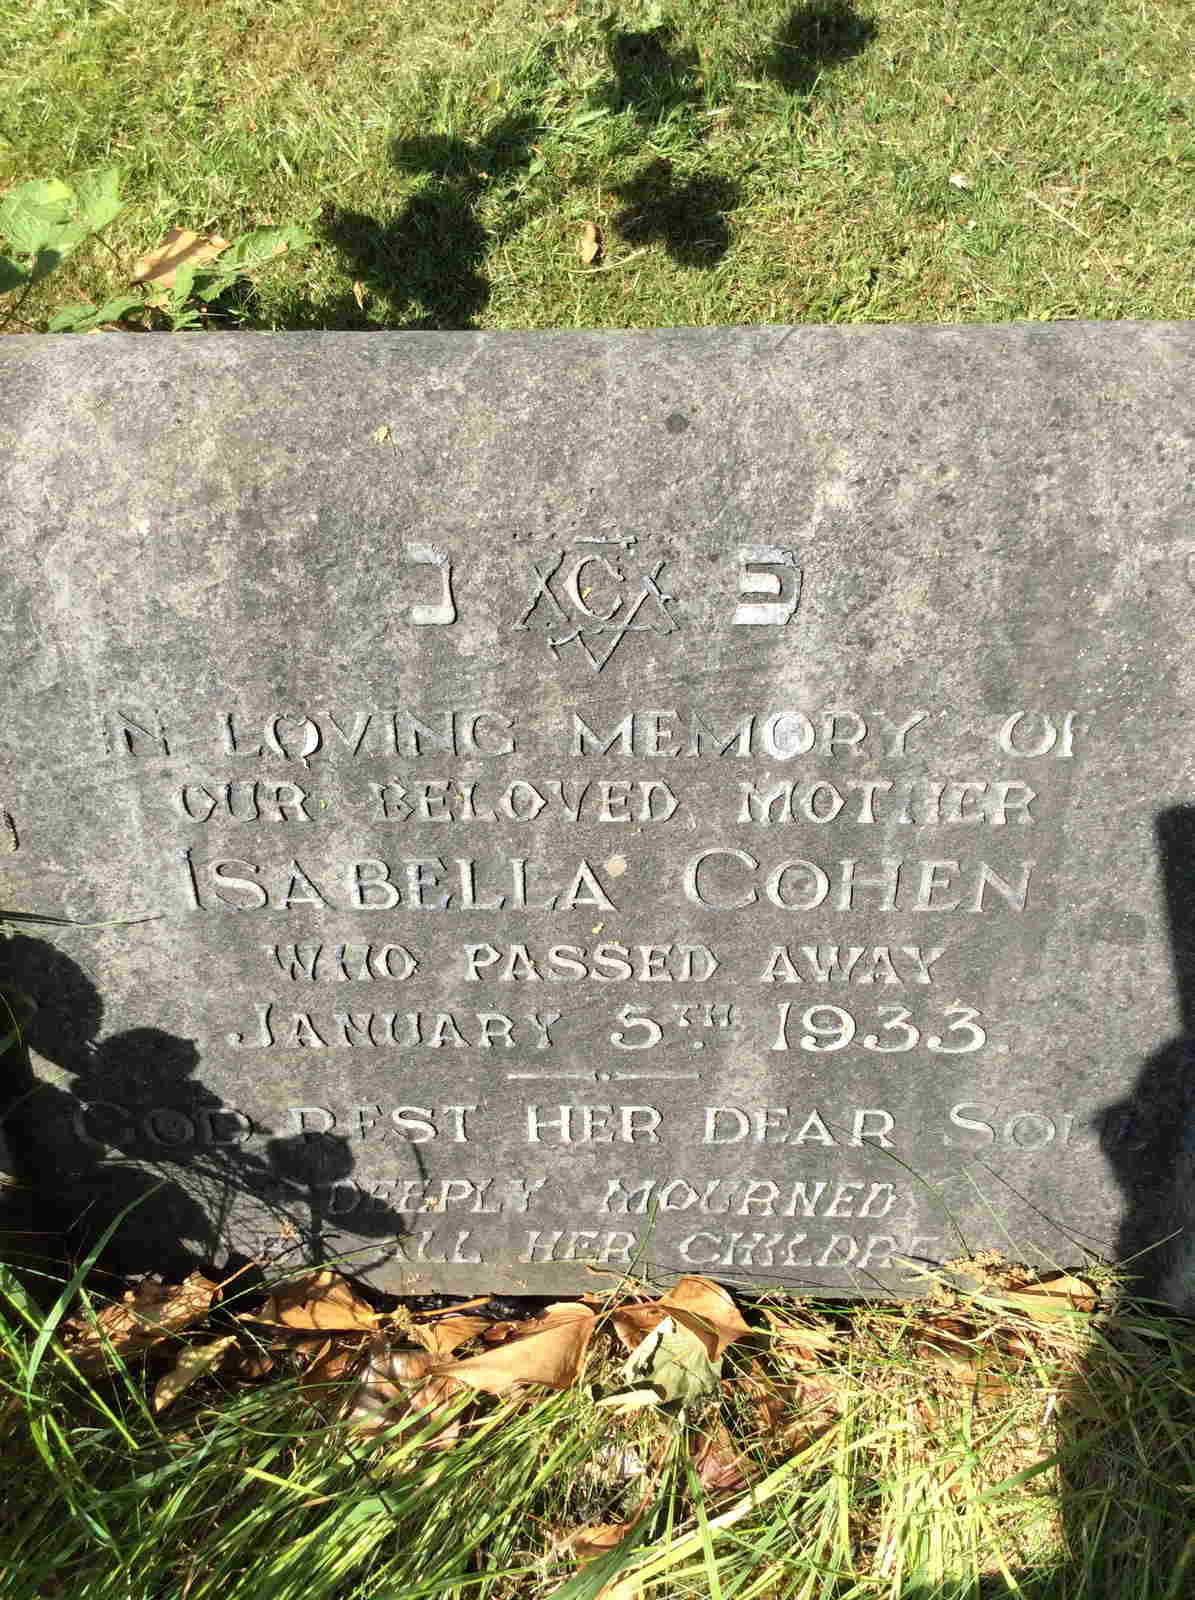 פ C נ
IN LOVING MEMORY OF
OUR BELOVED MOTHER
ISABELLA COHEN
WHO PASSED AWAY
JANUARY 5TH 1933.
GOD REST HER DEAR SOUL
DEEPLY MOURNED
BY ALL HER CHILDREN